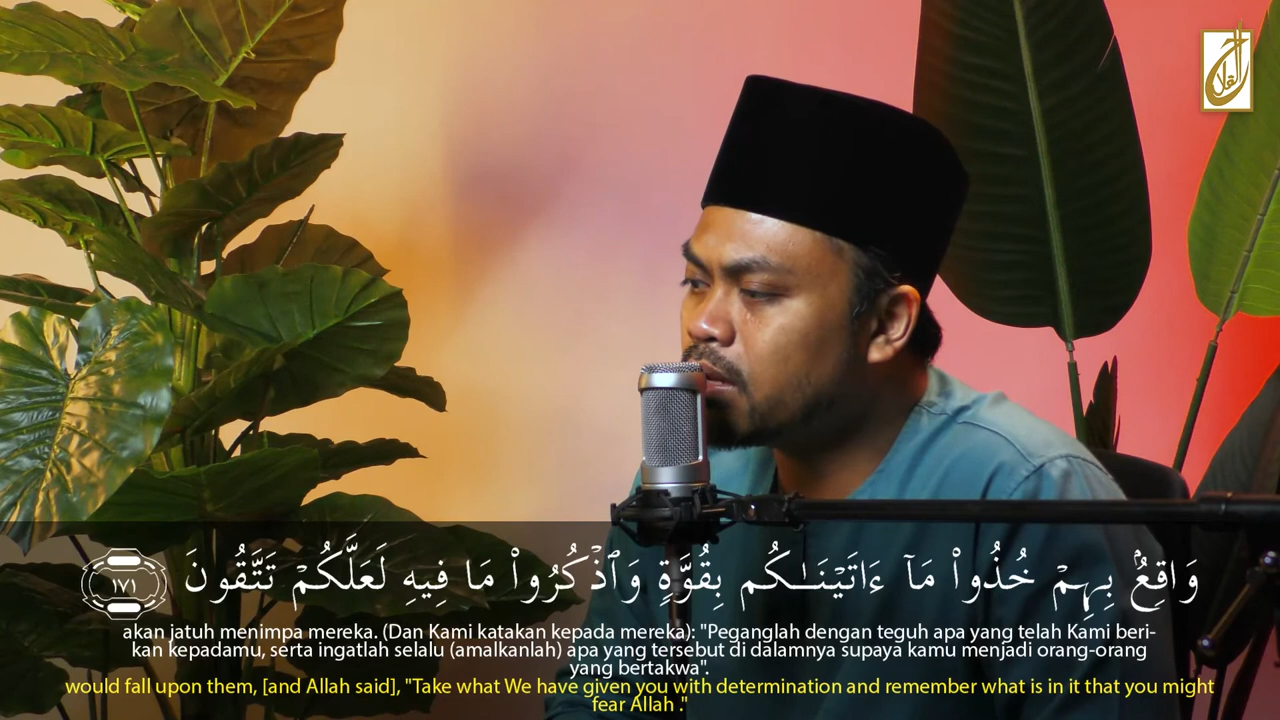 وَاقِعٌۢ بِهِمْ خُذُوا۟ مَآ ءَاتَيْنَـٰكُم بِقُوَّةٍ وَٱذْكُرُوا۟ مَا فِيهِ لَعَلَّكُمْ تَتَّقُونَ ١٧١
akan jatuh menimpa mereka. (Dan Kami katakan kepada mereka): "Peganglah dengan teguh apa yang telah Kami beri-
kan kepadamu, serta ingatlah selalu (amalkanlah) apa yang tersebut di dalamnya supaya kamu menjadi orang-orang
yang bertakwa".
would fall upon them, [and Allah said], "Take what We have given you with determination and remember what is in it that you might
fear Allah ."